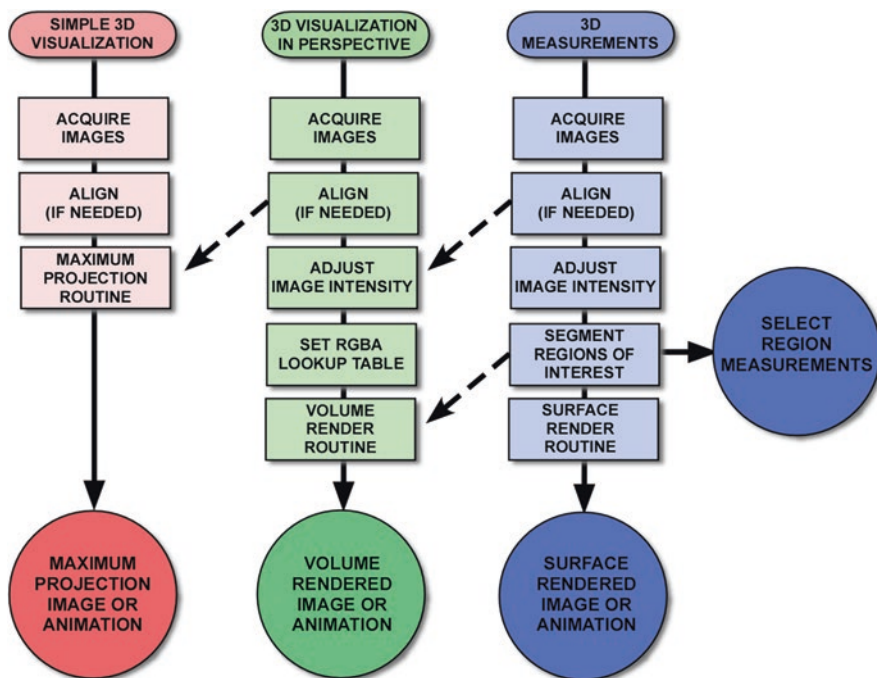 SIMPLE 3D
VISUALIZATION
ACQUIRE
IMAGES
ALIGN
(IF NEEDED)
MAXIMUM
PROJECTION
ROUTINE
MAXIMUM
PROJECTION
IMAGE OR
ANIMATION
3D VISUALIZATION
IN PERSPECTIVE
ACQUIRE
IMAGES
ALIGN
(IF NEEDED)
ADJUST
IMAGE INTENSITY
SET RGBA
LOOKUP TABLE
VOLUME
RENDER
ROUTINE
VOLUME
RENDERED
IMAGE OR
ANIMATION
3D
MEASUREMENTS
ACQUIRE
IMAGES
ALIGN
(IF NEEDED)
ADJUST
IMAGE INTENSITY
SEGMENT
REGIONS OF
INTEREST
SURFACE
RENDER
ROUTINE
SURFACE
RENDERED
IMAGE OR
ANIMATION
SELECT
REGION
MEASUREMENTS